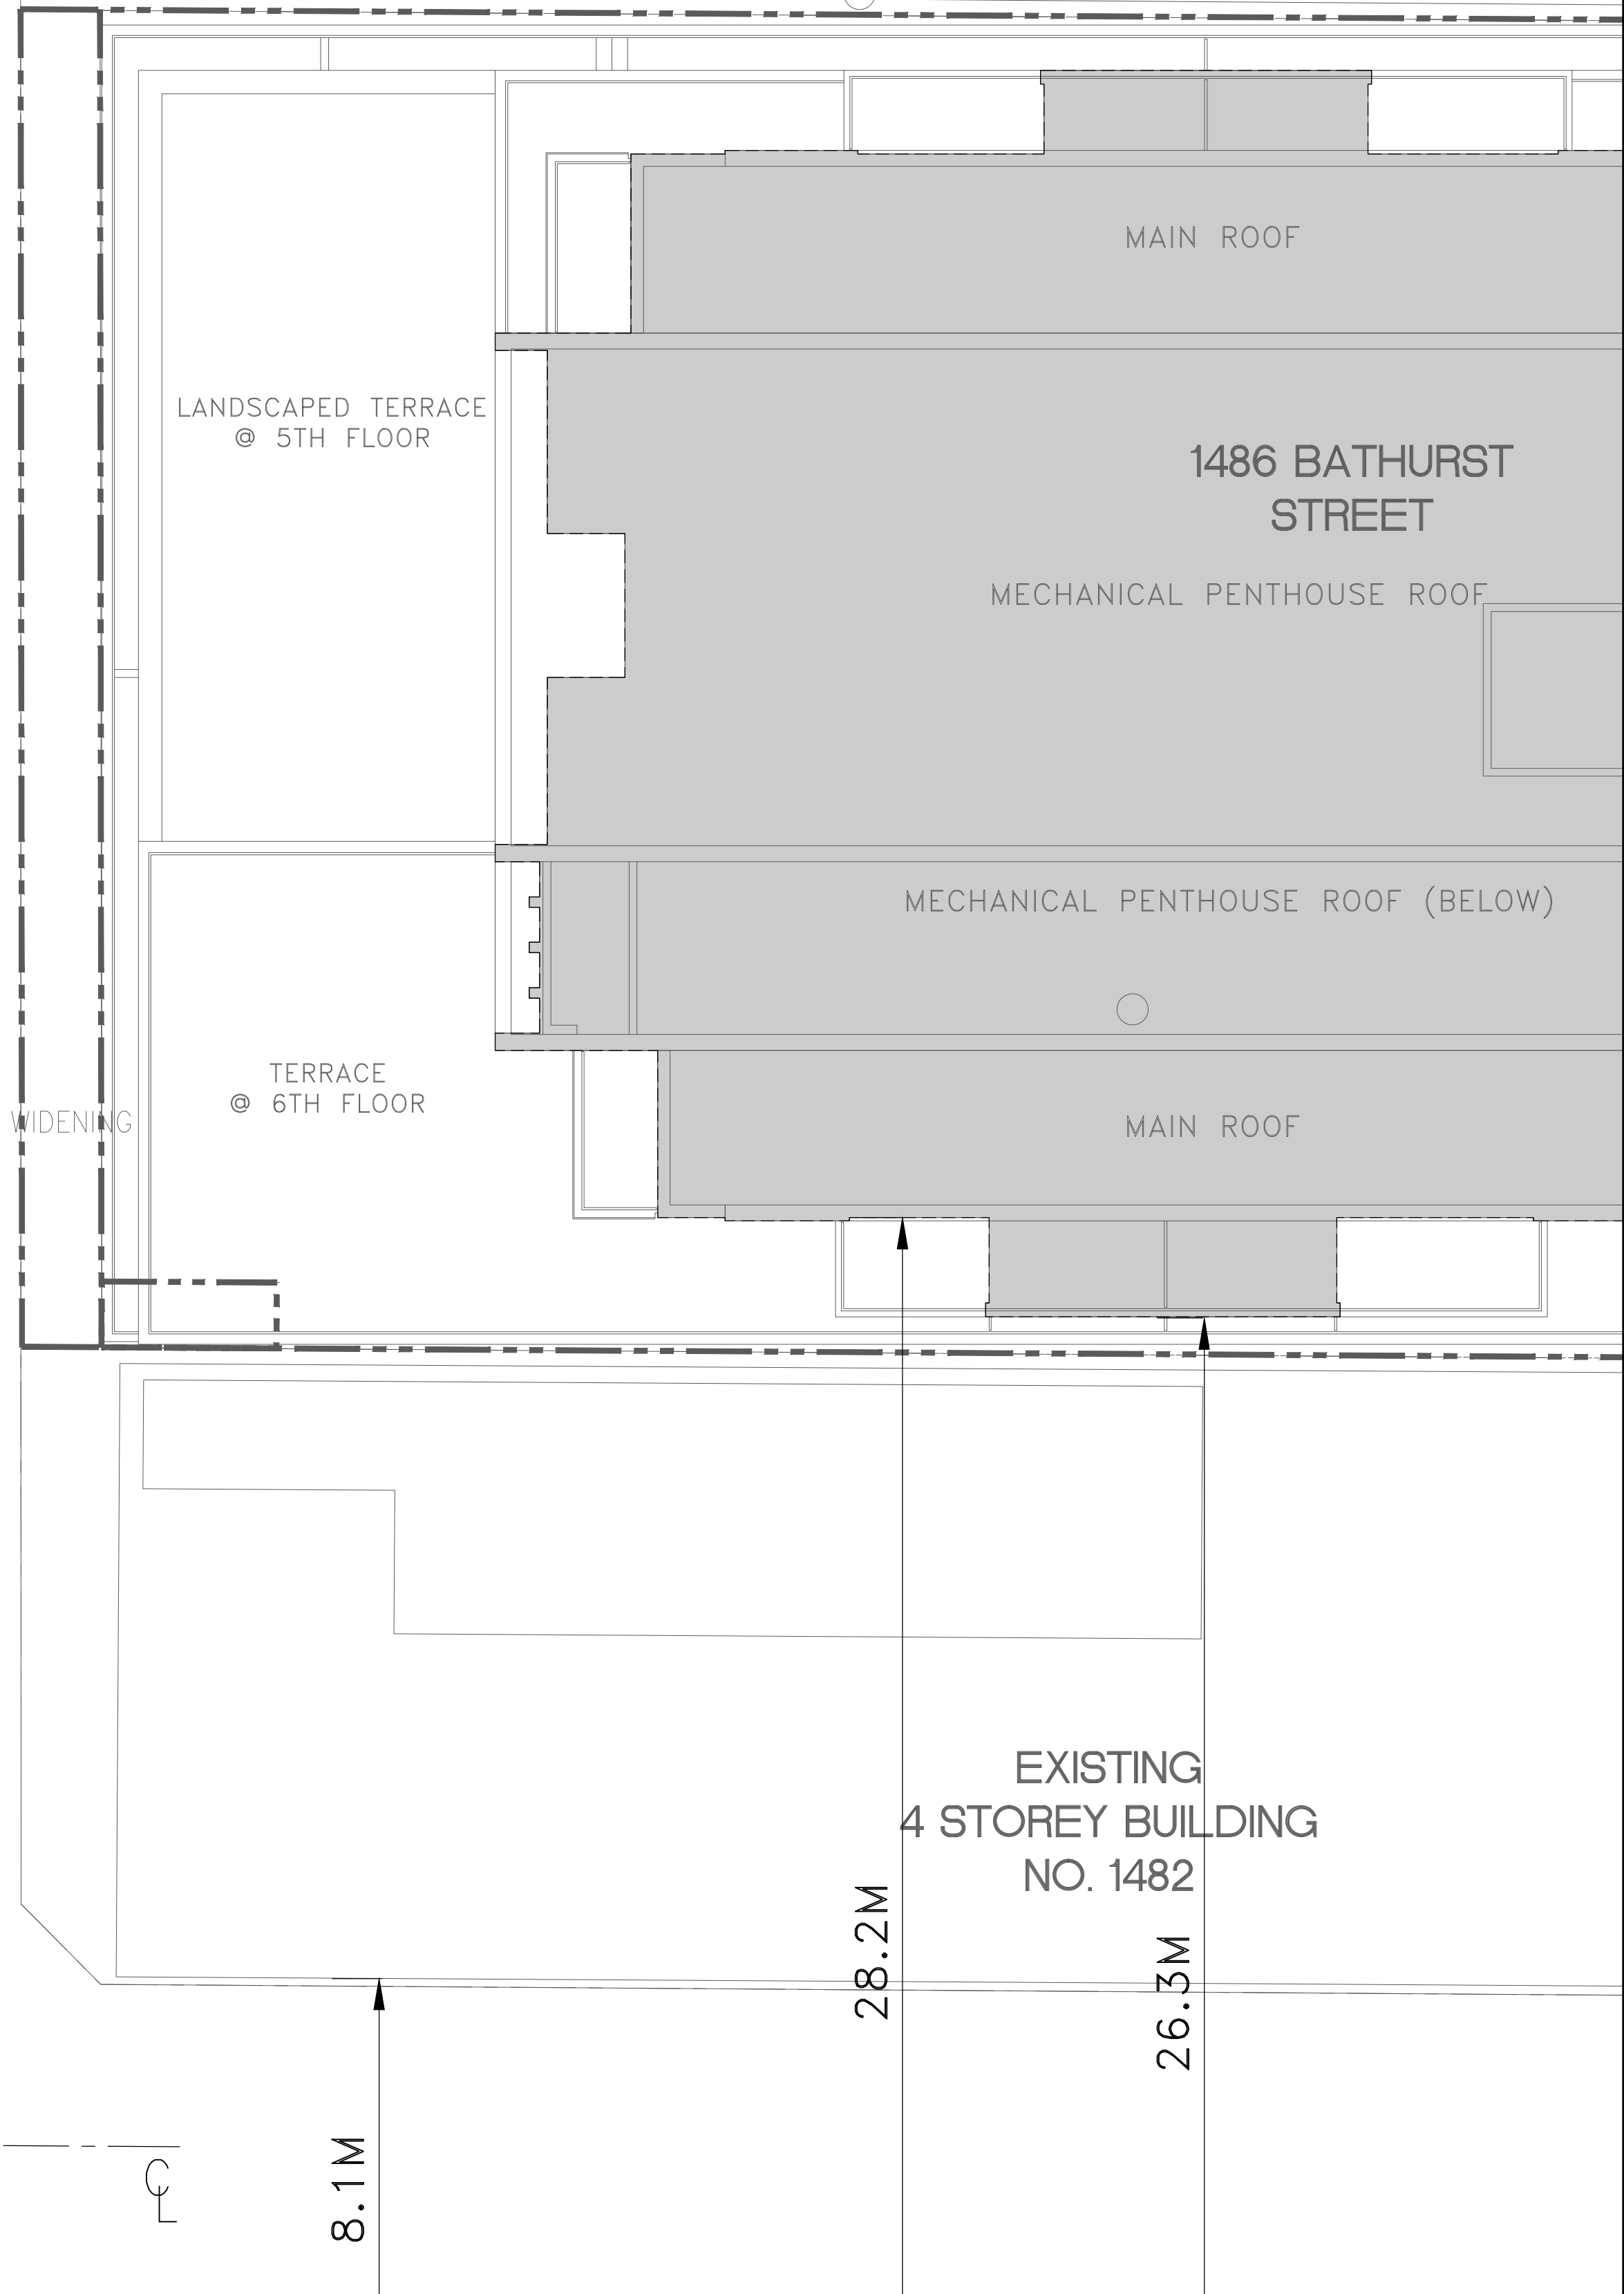 MAIN ROOF
LANDSCAPED TERRACE
@ 5TH FLOOR
1486 BATHURST
STREET
MECHANICAL PENTHOUSE ROOF
MECHANICAL PENTHOUSE ROOF (BELOW)
TERRACE
@ 6TH FLOOR
WIDENING
MAIN ROOF
EXISTING
4 STOREY BUILDING
NO. 1482
28.2M
26.3M
8.1M
CL